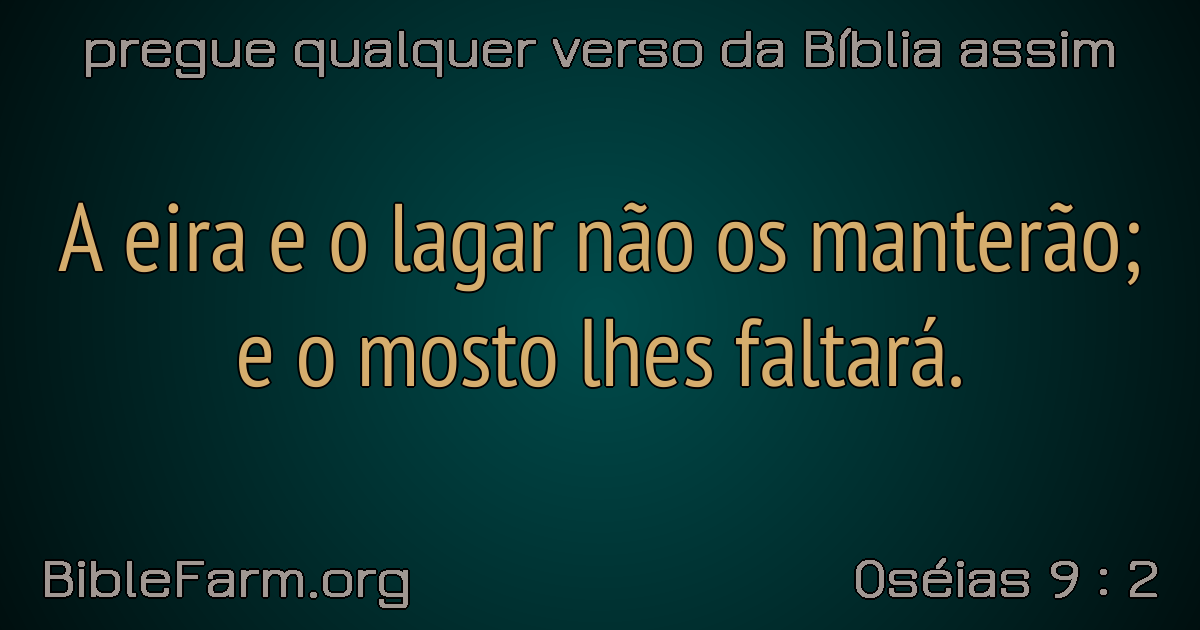 pregue qualquer verso da Bíblia assim
A eira e o lagar não os manterão;
e o mosto lhes faltará.
BibleFarm.org
Oséias 9 : 2